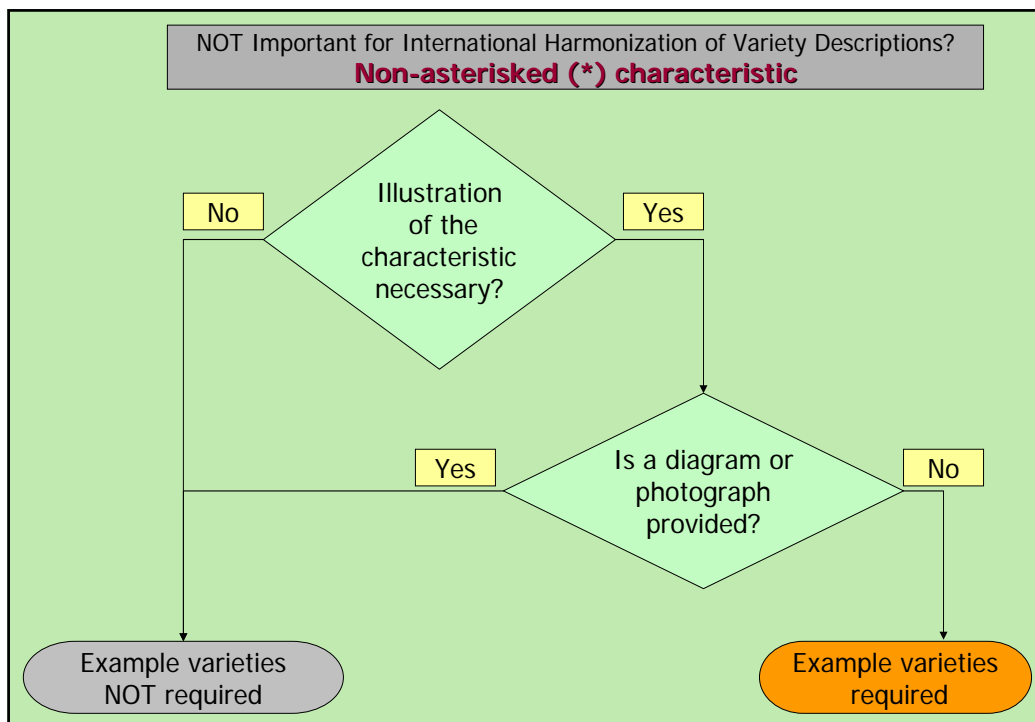 NOT Important for International Harmonization of Variety Descriptions?
Non-asterisked (*) characteristic
Illustration
of the
characteristic
necessary?
No
Yes
Is a diagram or
photograph
provided?
Yes
No
Example varieties
NOT required
Example varieties
required